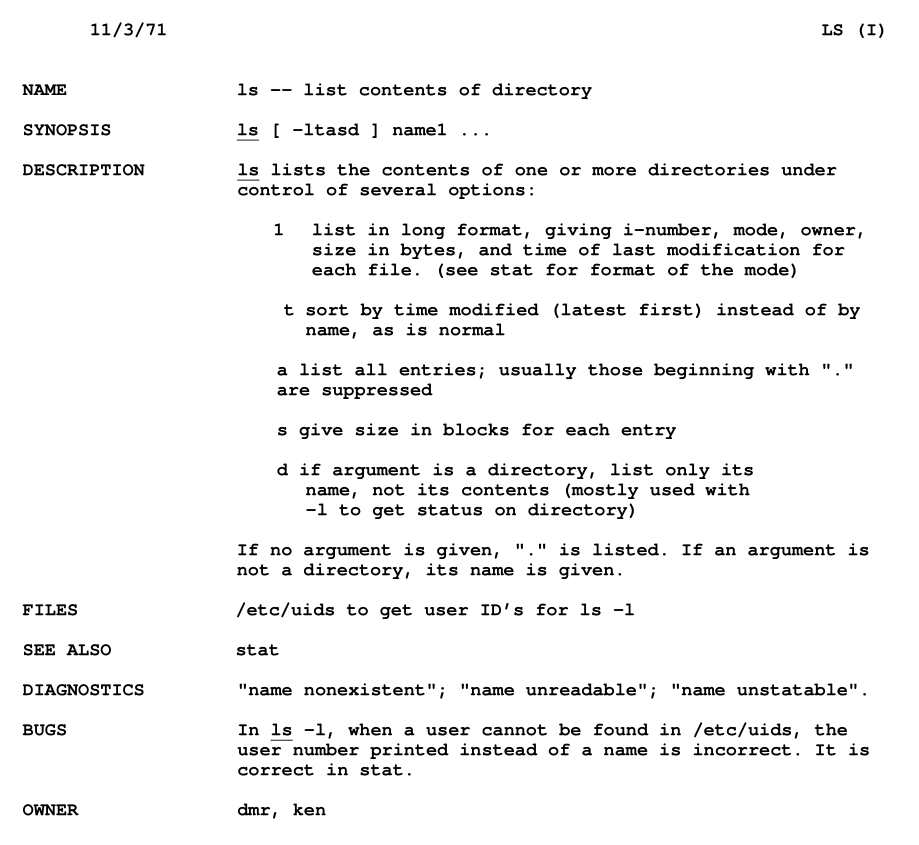 11/3/71 LS (I)
NAME ls -- list contents of directory
SYNOPSIS ls [ -ltasd ] name1 ...
DESCRIPTION ls lists the contents of one or more directories under
control of several options:
l list in long format, giving i-number, mode, owner,
size in bytes, and time of last modification for
each file. (see stat for format of the mode)
t sort by time modified (latest first) instead of by
name, as is normal
a list all entries; usually those beginning with "."
are suppressed
s give size in blocks for each entry
d if argument is a directory, list only its
name, not its contents (mostly used with
-l to get status on directory)
If no argument is given, "." is listed. If an argument is
not a directory, its name is given.
FILES /etc/uids to get user ID's for ls -l
SEE ALSO stat
DIAGNOSTICS "name nonexistent"; "name unreadable"; "name unstatable".
BUGS In ls -l, when a user cannot be found in /etc/uids, the
user number printed instead of a name is incorrect. It is
correct in stat.
OWNER dmr, ken